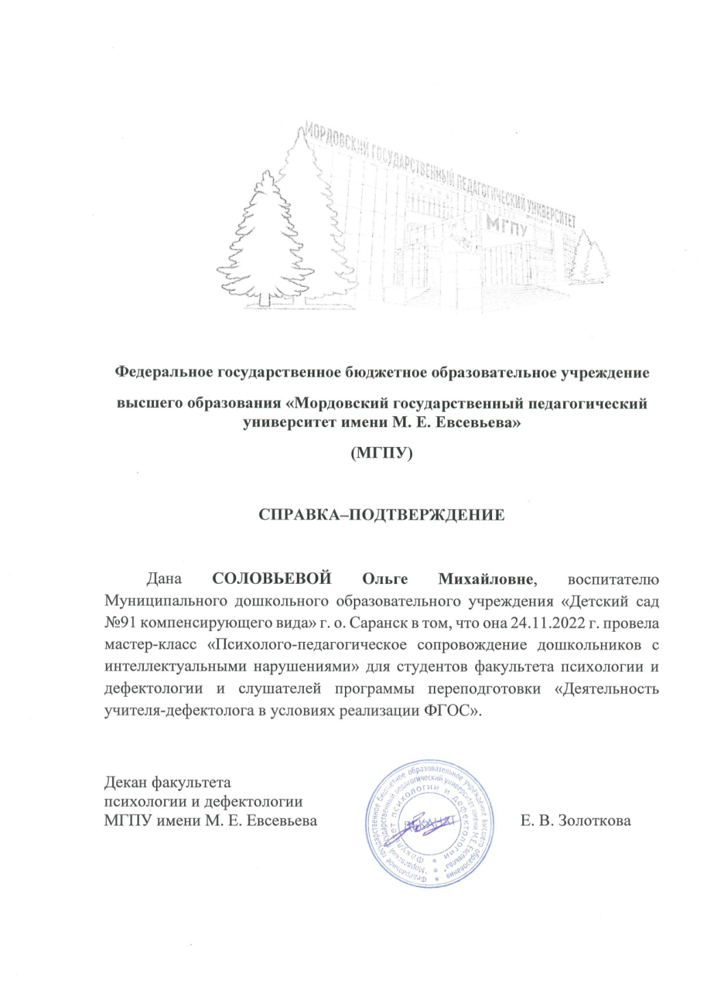 МОРДОВСКИЙ ГОСУДАРСТВЕННЫЙ ПЕДАГОГИЧЕСКИЙ УНИВЕРСИТЕТ
МГПУ
Федеральное государственное бюджетное образовательное учреждение
высшего образования «Мордовский государственный педагогический
университет имени М. Е. Евсевьева»
(МГПУ)
СПРАВКА–ПОДТВЕРЖДЕНИЕ
Дана СОЛОВЬЕВОЙ Ольге Михайловне, воспитателю
Муниципального дошкольного образовательного учреждения «Детский сад
№91 компенсирующего вида» г. о. Саранск в том, что она 24.11.2022 г. провела
мастер-класс «Психолого-педагогическое сопровождение дошкольников с
интеллектуальными нарушениями» для студентов факультета психологии и
дефектологии и слушателей программы переподготовки «Деятельность
учителя-дефектолога в условиях реализации ФГОС».
Декан факультета
психологии и дефектологии
МГПУ имени М. Е. Евсевьева
Е. В. Золоткова
Федеральное государственное бюджетное образовательное учреждение высшего образования
"Мордовский государственный педагогический университет имени М.Е. Евсевьева"
Факультет психологии и дефектологии
ДЕКАНАТ